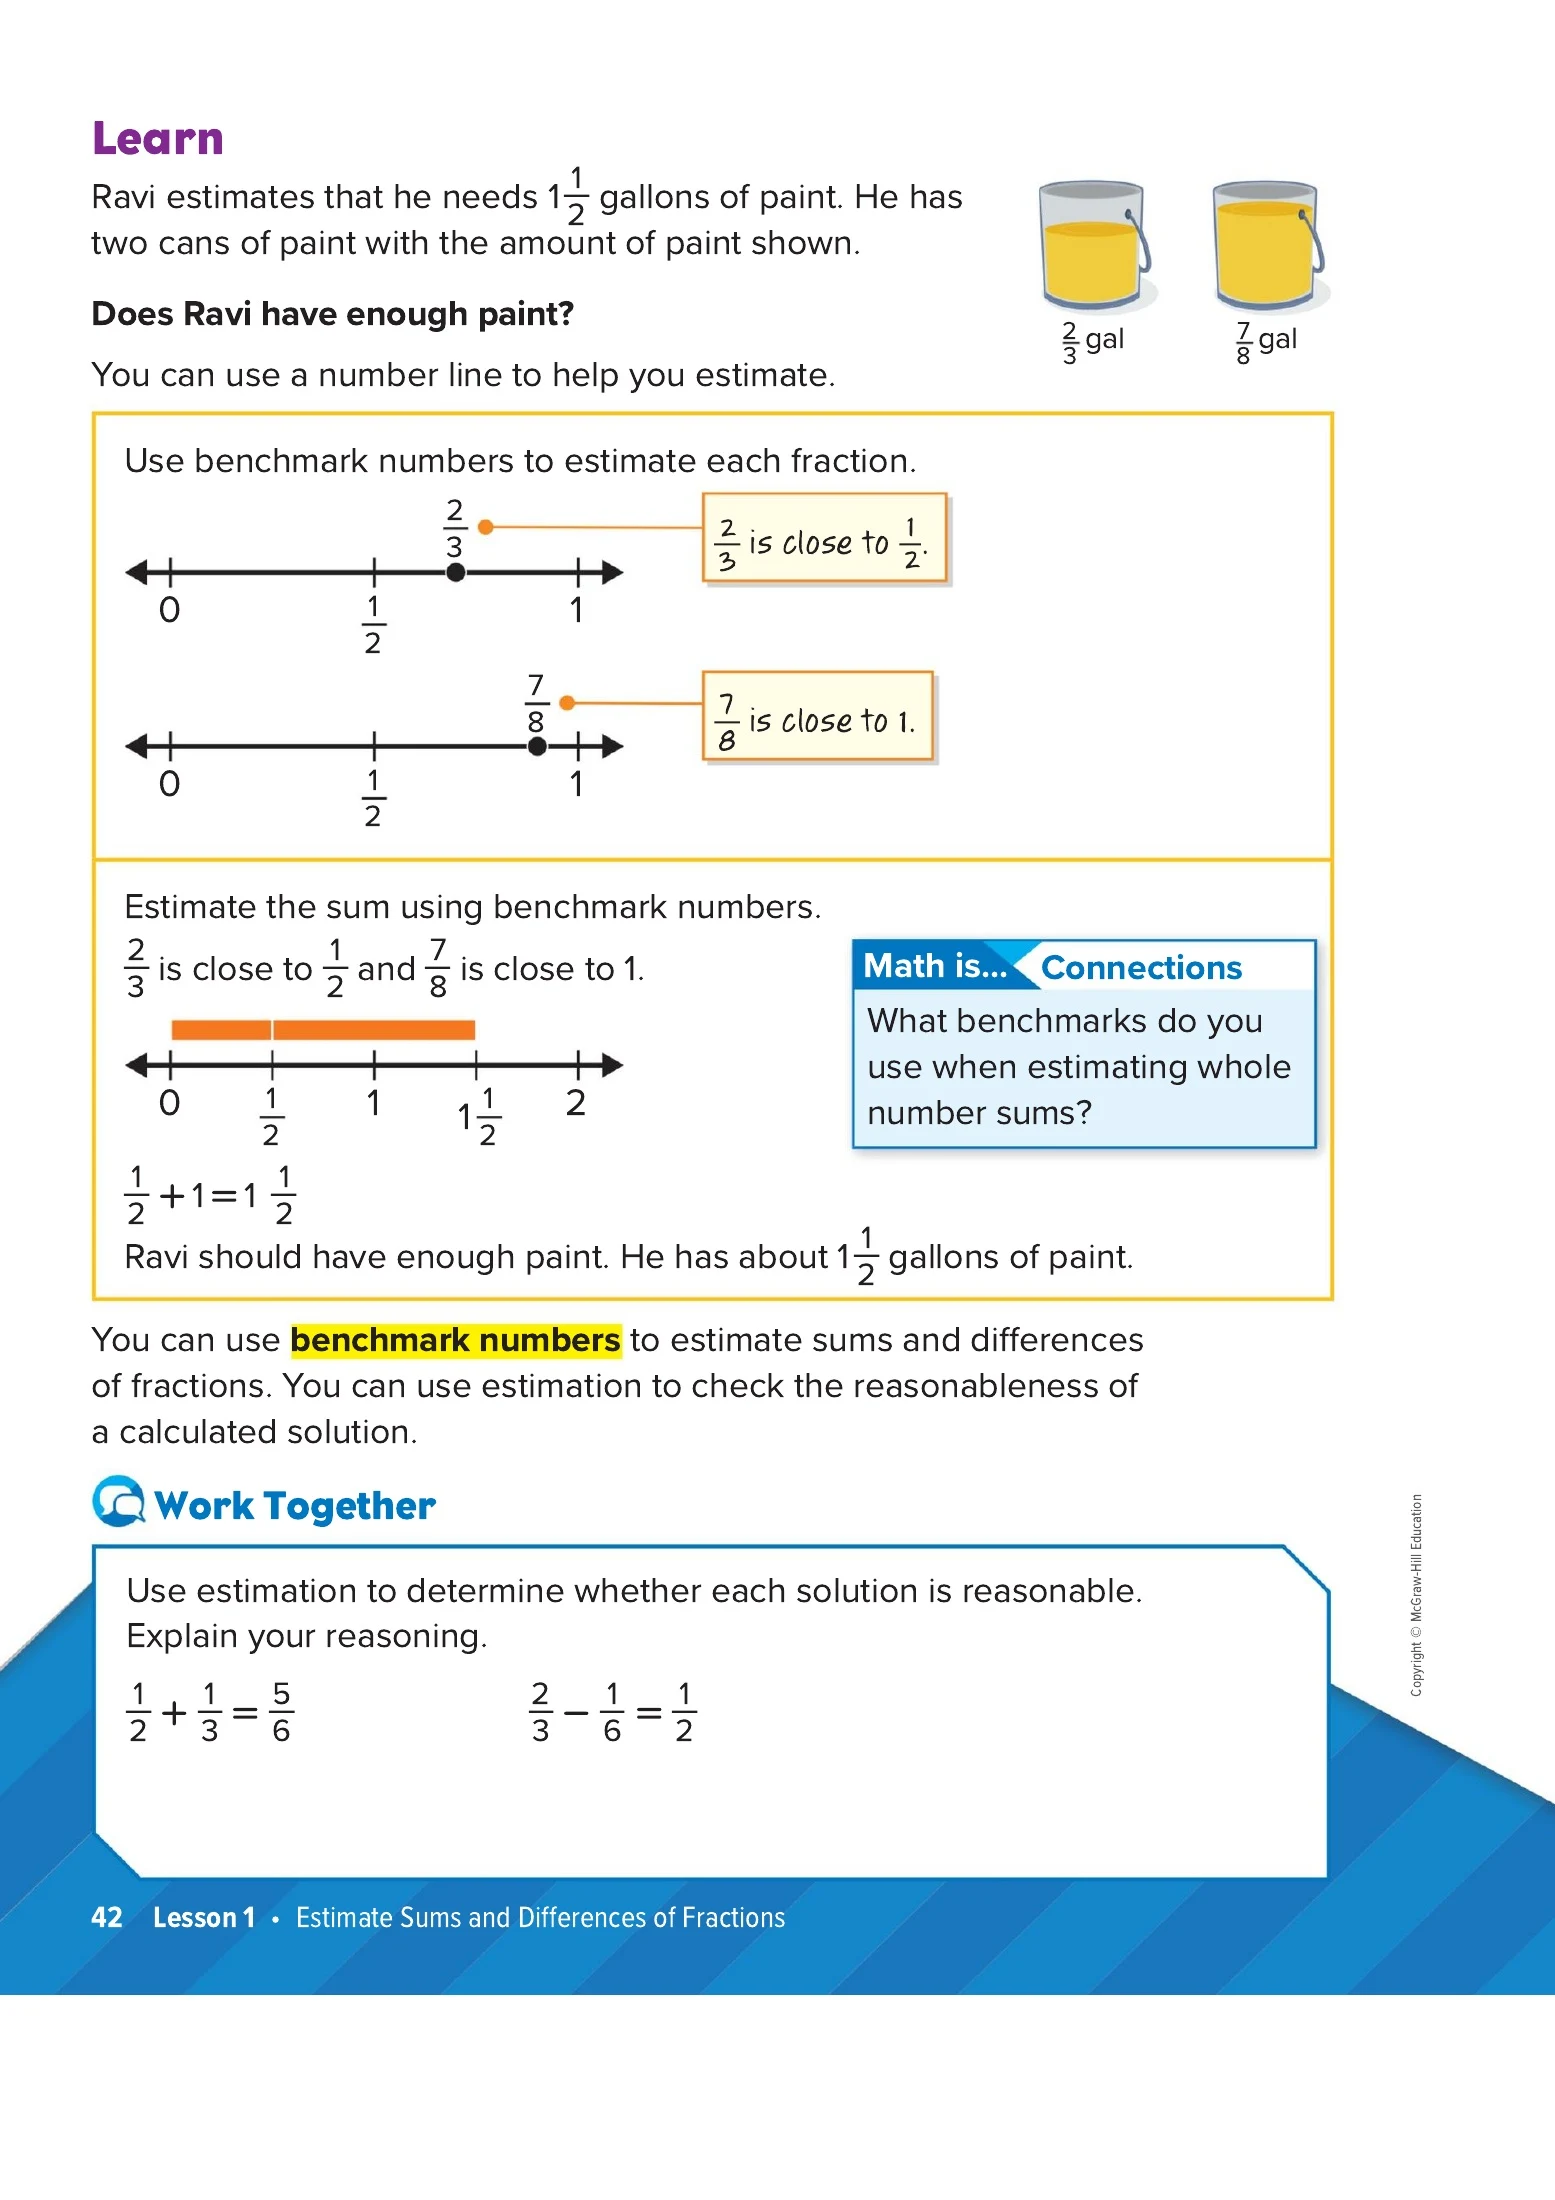 Learn
Ravi estimates that he needs 1 1/2 gallons of paint. He has
two cans of paint with the amount of paint shown.
2/3 gal
7/8 gal
Does Ravi have enough paint?
You can use a number line to help you estimate.
Use benchmark numbers to estimate each fraction.
2/3
2/3 is close to 1/2.
0 1/2 1
7/8
7/8 is close to 1.
0 1/2 1
Estimate the sum using benchmark numbers.
2/3 is close to 1/2 and 7/8 is close to 1.
0 1/2 1 1 1/2 2
1/2 + 1 = 1 1/2
Ravi should have enough paint. He has about 1 1/2 gallons of paint.
Math is... Connections
What benchmarks do you
use when estimating whole
number sums?
You can use benchmark numbers to estimate sums and differences
of fractions. You can use estimation to check the reasonableness of
a calculated solution.
Work Together
Use estimation to determine whether each solution is reasonable.
Explain your reasoning.
1/2 + 1/3 = 5/6
2/3 − 1/6 = 1/2
Copyright © McGraw-Hill Education
42 Lesson 1 • Estimate Sums and Differences of Fractions